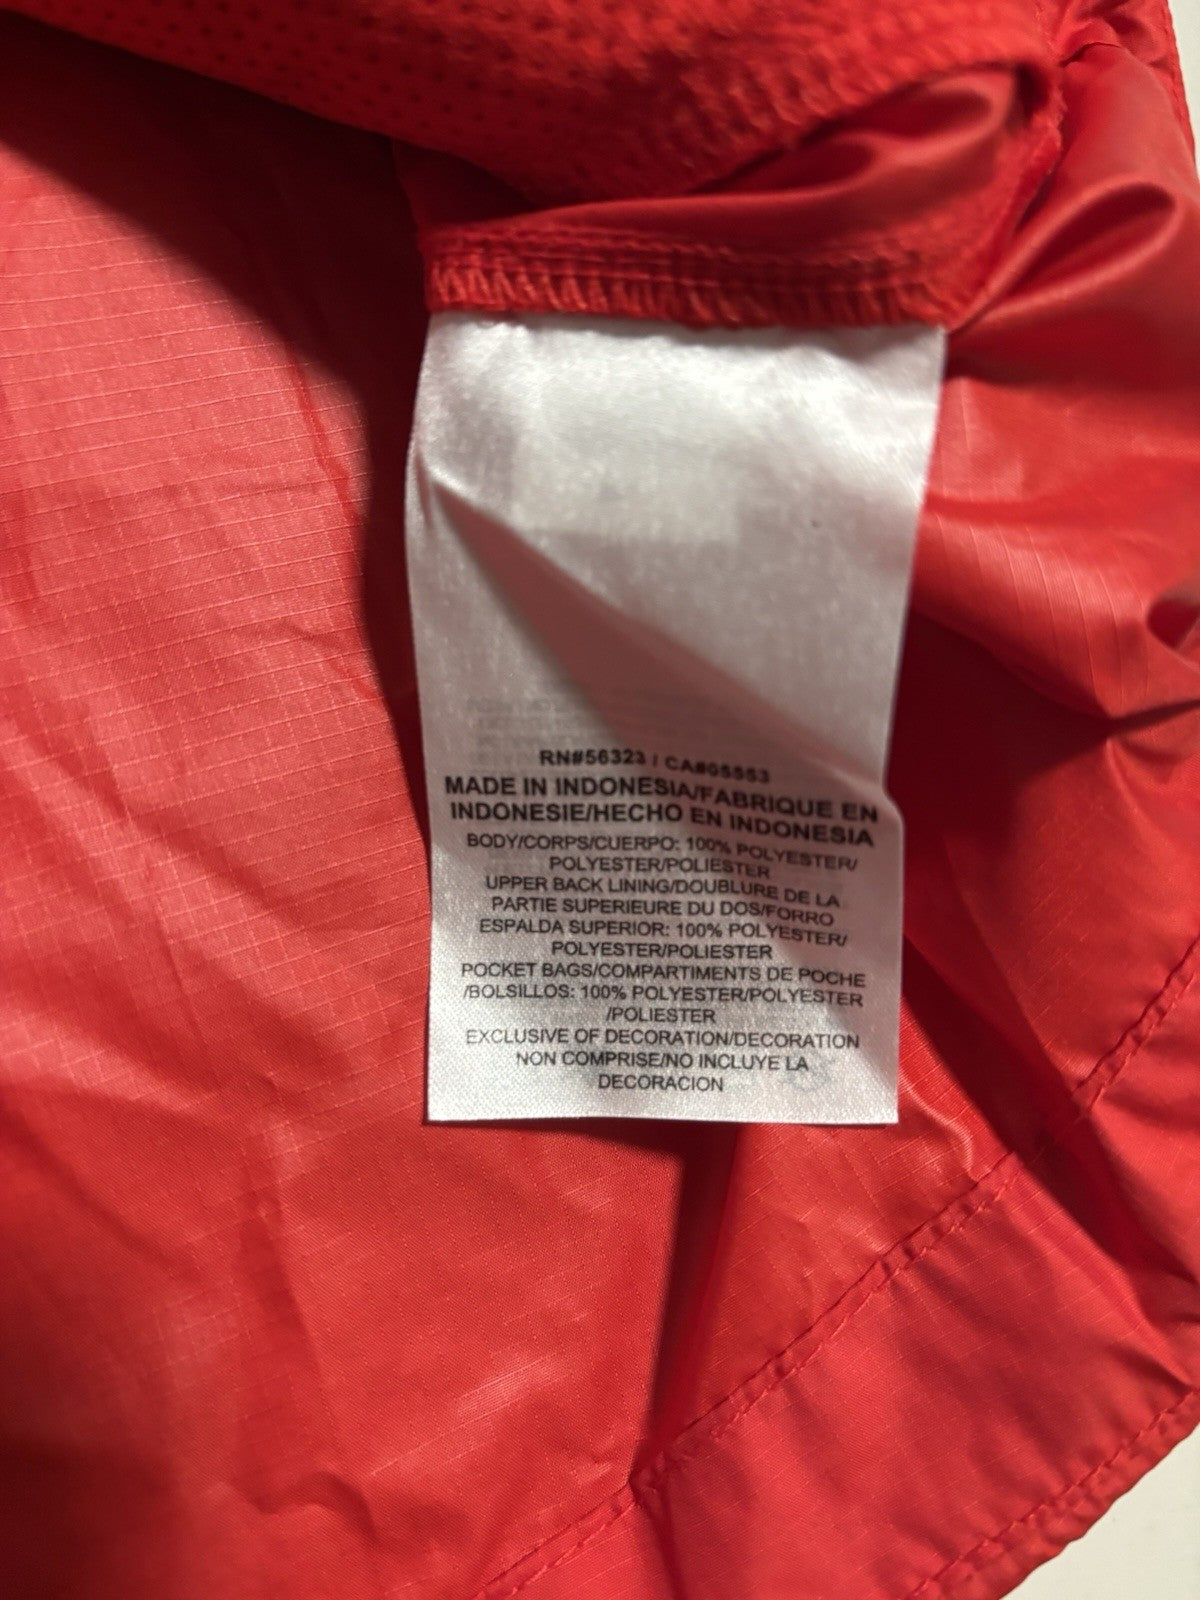 RN#56323 / CA#05553
MADE IN INDONESIA/FABRIQUE EN
INDONESIE/HECHO EN INDONESIA
BODY/CORPS/CUERPO: 100% POLYESTER/
POLYESTER/POLIESTER
UPPER BACK LINING/DOUBLURE DE LA
PARTIE SUPERIEURE DU DOS/FORRO
ESPALDA SUPERIOR: 100% POLYESTER/
POLYESTER/POLIESTER
POCKET BAGS/COMPARTIMENTS DE POCHE
/BOLSILLOS: 100% POLYESTER/POLYESTER
/POLIESTER
EXCLUSIVE OF DECORATION/DECORATION
NON COMPRISE/NO INCLUYE LA
DECORACION